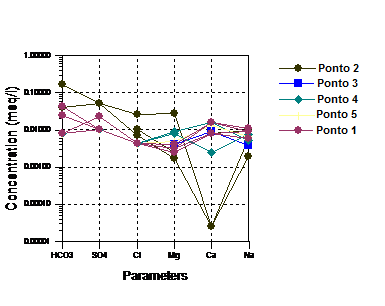 1.00000
0.10000
0.01000
0.00100
0.00010
0.00001
Concentration (meq/l)
HCO3 SO4 Cl Mg Ca Na
Parameters
Ponto 2
Ponto 3
Ponto 4
Ponto 5
Ponto 1